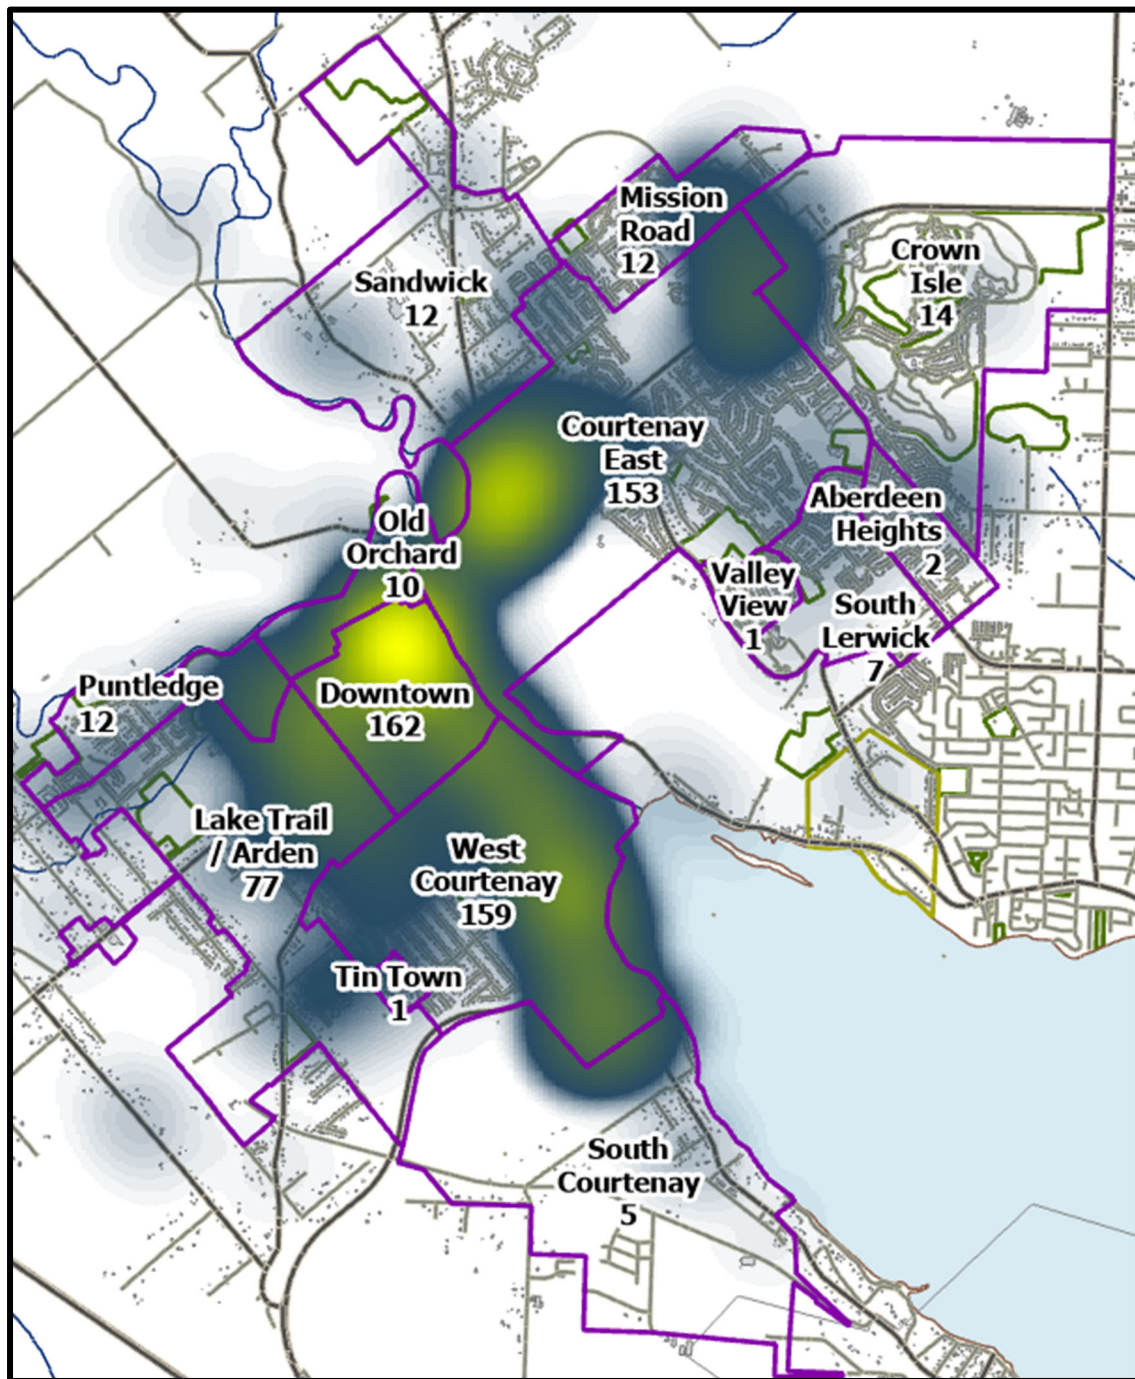 Mission
Road
12
Crown
Isle
14
Sandwick
12
Courtenay
East
153
Aberdeen
Heights
2
Old
Orchard
10
Valley
View
1
South
Lerwick
7
Puntledge
12
Downtown
162
Lake Trail
/ Arden
77
West
Courtenay
159
Tin Town
1
South
Courtenay
5